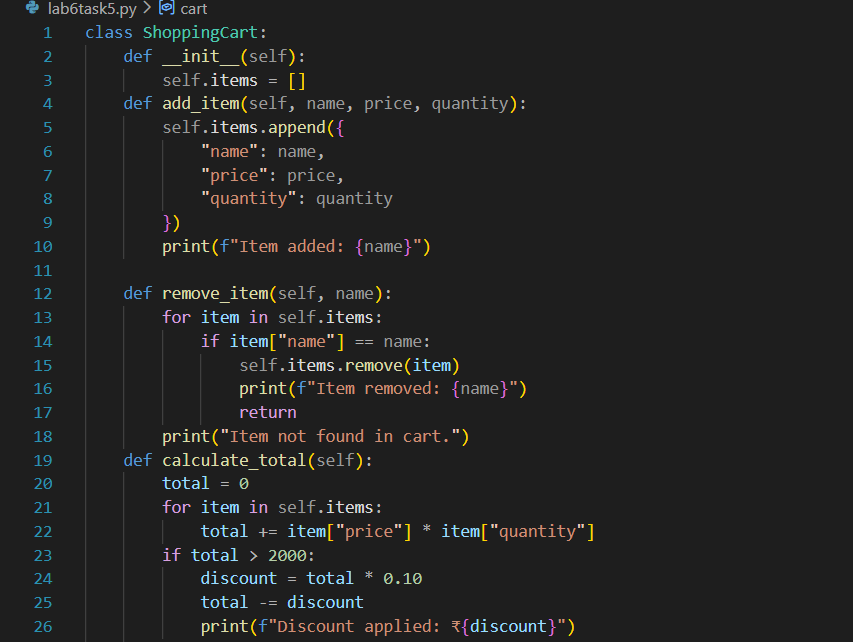 lab6task5.py > cart
1 class ShoppingCart:
2     def __init__(self):
3         self.items = []
4     def add_item(self, name, price, quantity):
5         self.items.append({
6             "name": name,
7             "price": price,
8             "quantity": quantity
9         })
10         print(f"Item added: {name}")
11
12     def remove_item(self, name):
13         for item in self.items:
14             if item["name"] == name:
15                 self.items.remove(item)
16                 print(f"Item removed: {name}")
17                 return
18         print("Item not found in cart.")
19     def calculate_total(self):
20         total = 0
21         for item in self.items:
22             total += item["price"] * item["quantity"]
23         if total > 2000:
24             discount = total * 0.10
25             total -= discount
26             print(f"Discount applied: ₹{discount}")